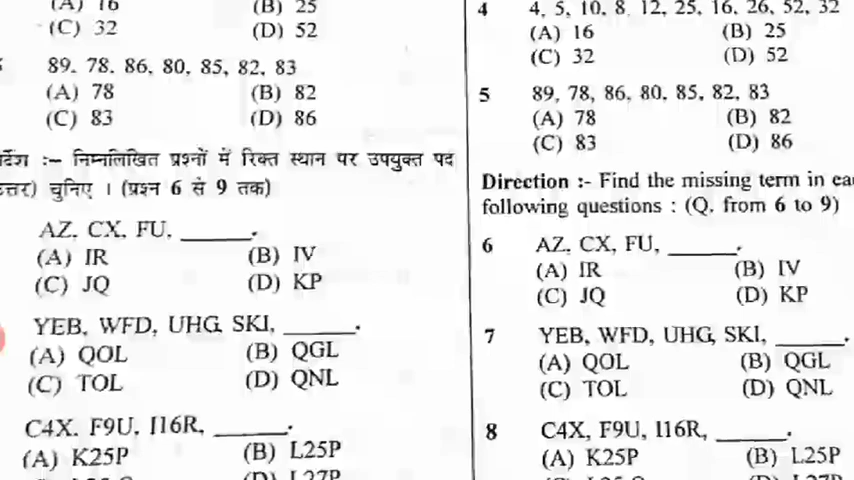 (A) 16 (B) 25
(C) 32 (D) 52
89. 78. 86, 80, 85, 82, 83
(A) 78 (B) 82
(C) 83 (D) 86
:– निम्नलिखित प्रश्नों में रिक्त स्थान पर उपयुक्त पद
चुनिए । (प्रश्न 6 से 9 तक)
AZ, CX, FU, ______.
(A) IR (B) IV
(C) JQ (D) KP
YEB, WFD, UHG, SKI, ______.
(A) QOL (B) QGL
(C) TOL (D) QNL
C4X. F9U, I16R, ______.
(A) K25P (B) L25P
4 4, 5, 10, 8, 12, 25, 16, 26, 52, 32
(A) 16 (B) 25
(C) 32 (D) 52
5 89, 78, 86, 80, 85, 82, 83
(A) 78 (B) 82
(C) 83 (D) 86
Direction :- Find the missing term in
following questions : (Q. from 6 to 9)
6 AZ, CX, FU, ______.
(A) IR (B) IV
(C) JQ (D) KP
7 YEB, WFD, UHG, SKI, ______.
(A) QOL (B) QGL
(C) TOL (D) QNL
8 C4X, F9U, I16R, ______.
(A) K25P (B) L25P